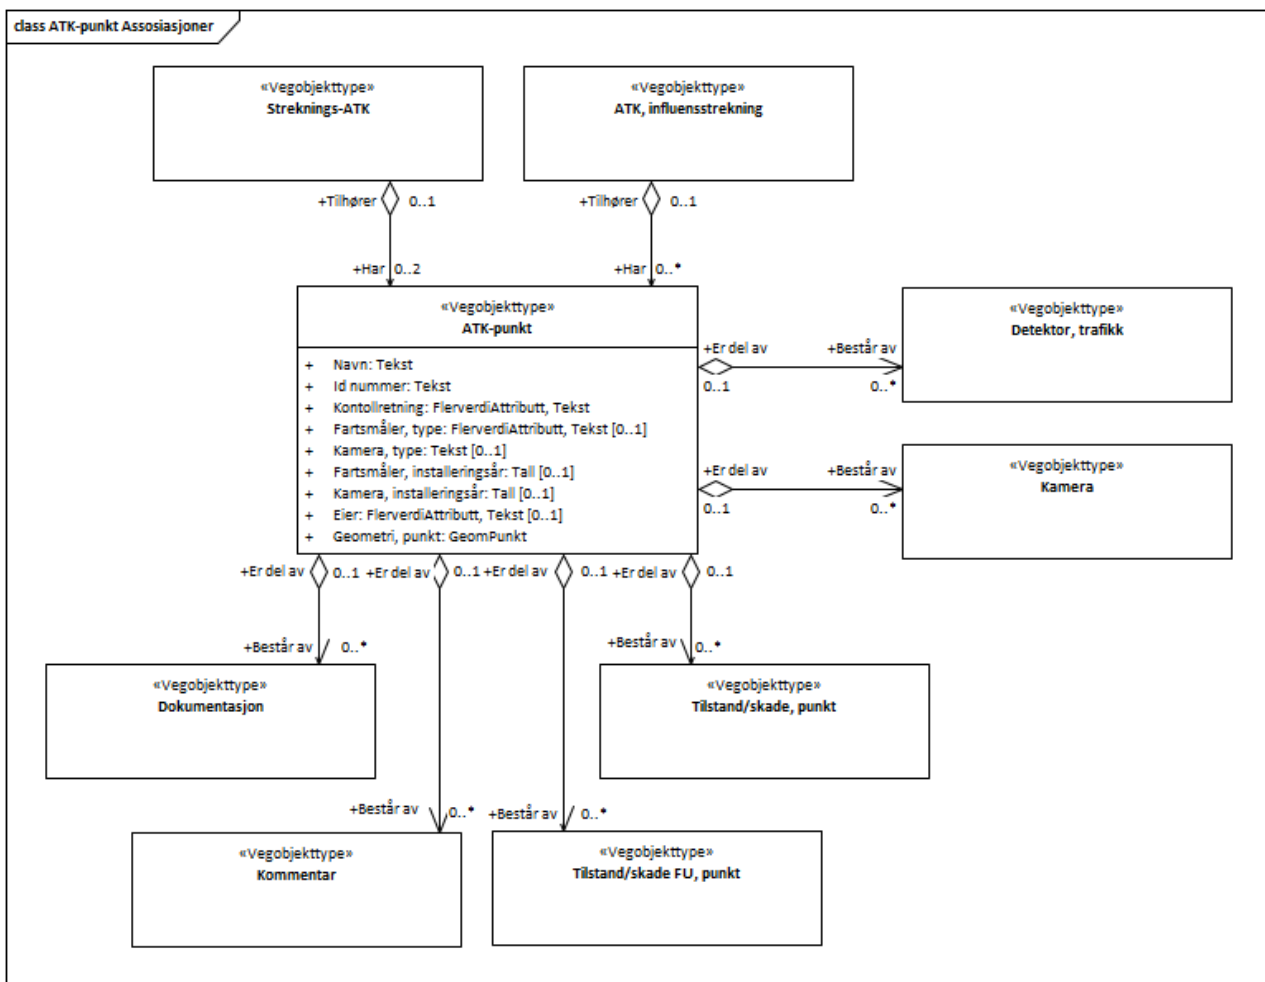 class ATK-punkt Assosiasjoner
«Vegobjekttype»
Streknings-ATK
«Vegobjekttype»
ATK, influensstrekning
+Tilhører 0..1
+Tilhører 0..1
+Har 0..2
+Har 0..*
«Vegobjekttype»
ATK-punkt
+ Navn: Tekst
+ Id nummer: Tekst
+ Kontollretning: FlerverdiAttributt, Tekst
+ Fartsmåler, type: FlerverdiAttributt, Tekst [0..1]
+ Kamera, type: Tekst [0..1]
+ Fartsmåler, installeringsår: Tall [0..1]
+ Kamera, installeringsår: Tall [0..1]
+ Eier: FlerverdiAttributt, Tekst [0..1]
+ Geometri, punkt: GeomPunkt
+Er del av +Består av
0..1 0..*
«Vegobjekttype»
Detektor, trafikk
+Er del av +Består av
0..1 0..*
«Vegobjekttype»
Kamera
+Er del av 0..1 +Er del av 0..1 +Er del av 0..1 +Er del av 0..1
+Består av 0..*
+Består av 0..*
«Vegobjekttype»
Dokumentasjon
«Vegobjekttype»
Tilstand/skade, punkt
+Består av 0..*
+Består av 0..*
«Vegobjekttype»
Kommentar
«Vegobjekttype»
Tilstand/skade FU, punkt